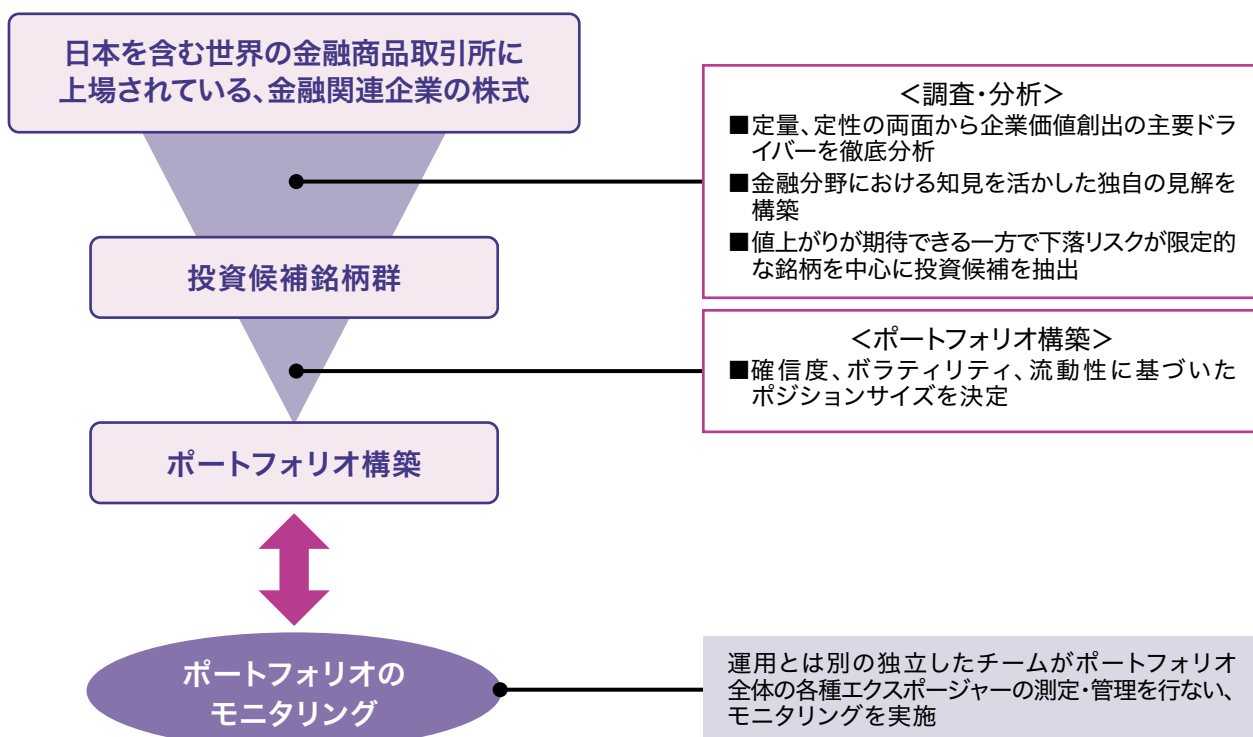 日本を含む世界の金融商品取引所に
上場されている、金融関連企業の株式
＜調査・分析＞
■定量、定性の両面から企業価値創出の主要ドラ
イバーを徹底分析
■金融分野における知見を活かした独自の見解を
構築
■値上がりが期待できる一方で下落リスクが限定的
な銘柄を中心に投資候補を抽出
投資候補銘柄群
＜ポートフォリオ構築＞
■確信度、ボラティリティ、流動性に基づいた
ポジションサイズを決定
ポートフォリオ構築
ポートフォリオの
モニタリング
運用とは別の独立したチームがポートフォリオ
全体の各種エクスポージャーの測定・管理を行ない、
モニタリングを実施